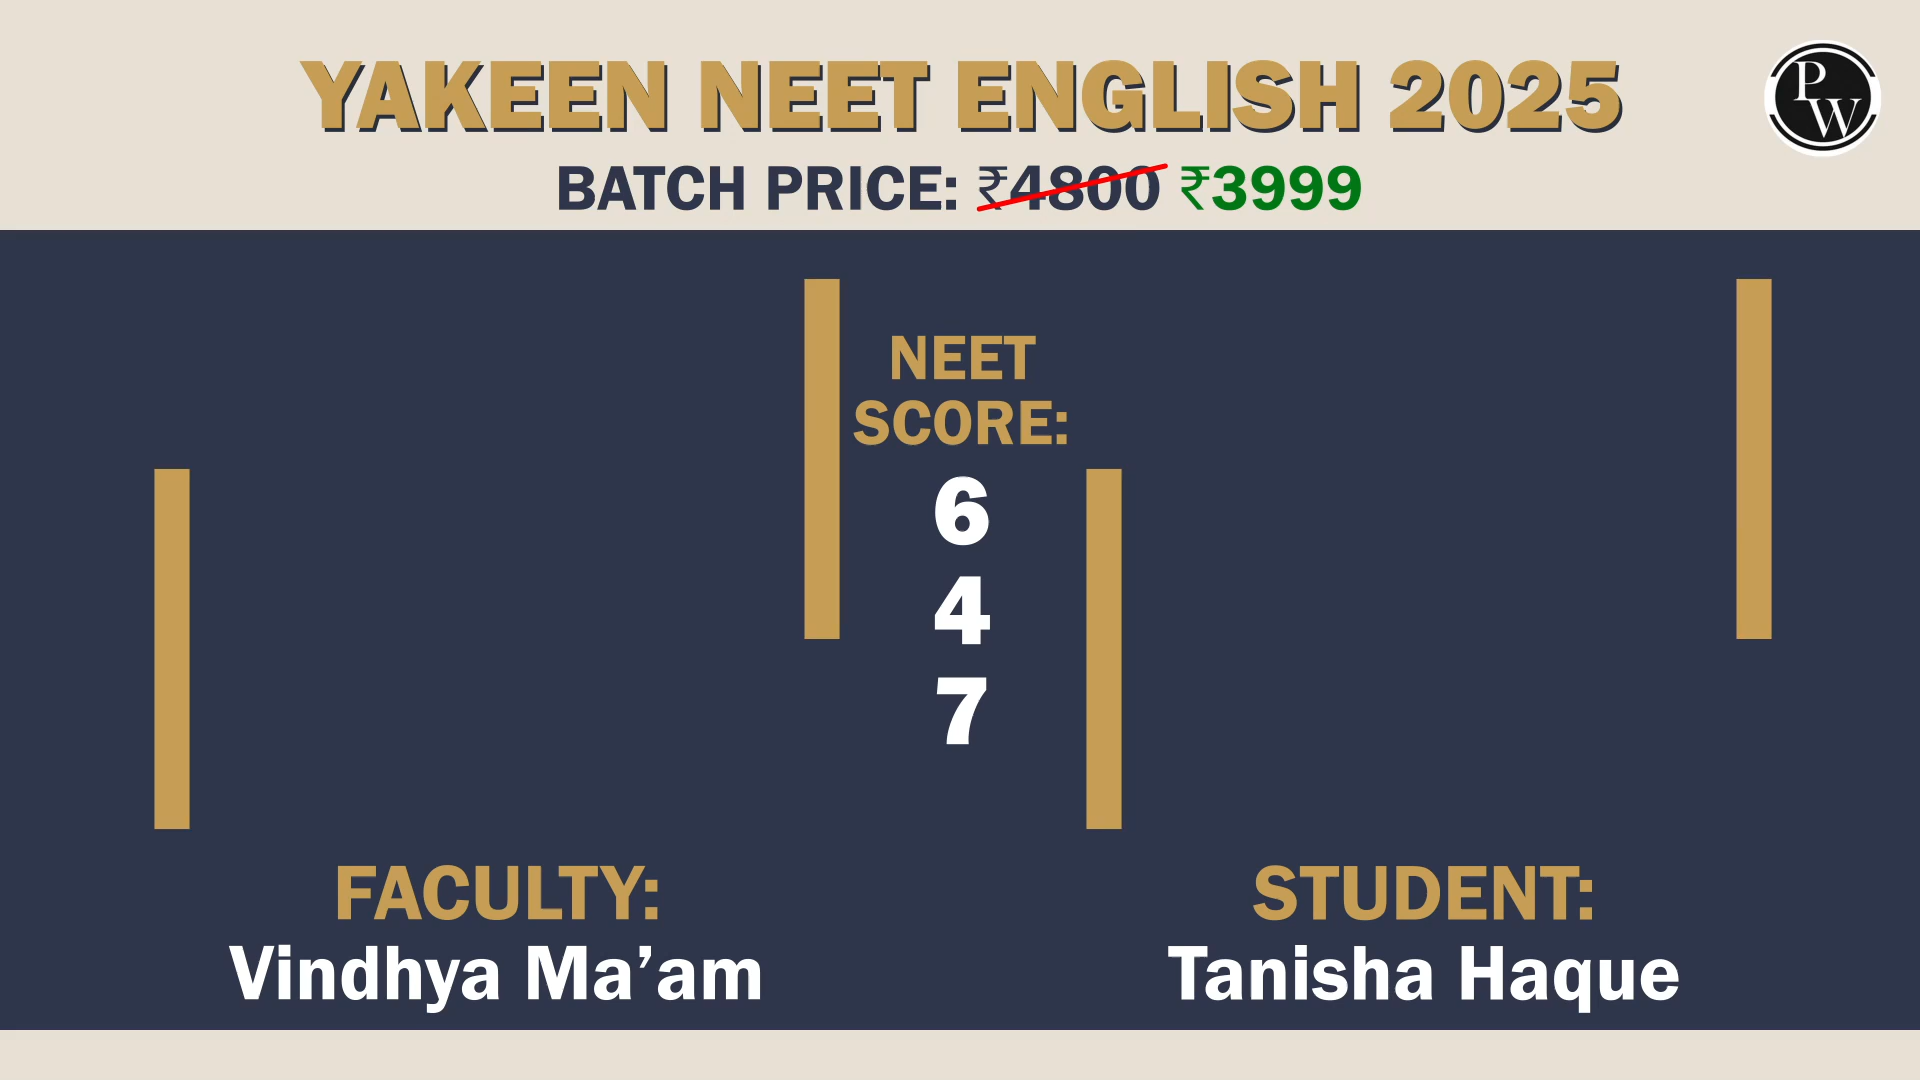 YAKEEN NEET ENGLISH 2025
PW
BATCH PRICE: ₹4800 ₹3999
NEET
SCORE:
6
4
7
FACULTY:
Vindhya Ma’am
STUDENT:
Tanisha Haque